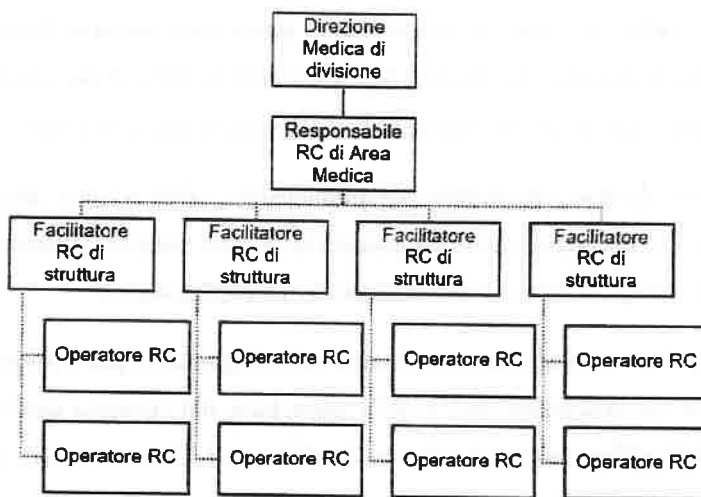 Direzione
Medica di
divisione
Responsabile
RC di Area
Medica
Facilitatore
RC di
struttura
Facilitatore
RC di
struttura
Facilitatore
RC di
struttura
Facilitatore
RC di
struttura
Operatore RC
Operatore RC
Operatore RC
Operatore RC
Operatore RC
Operatore RC
Operatore RC
Operatore RC